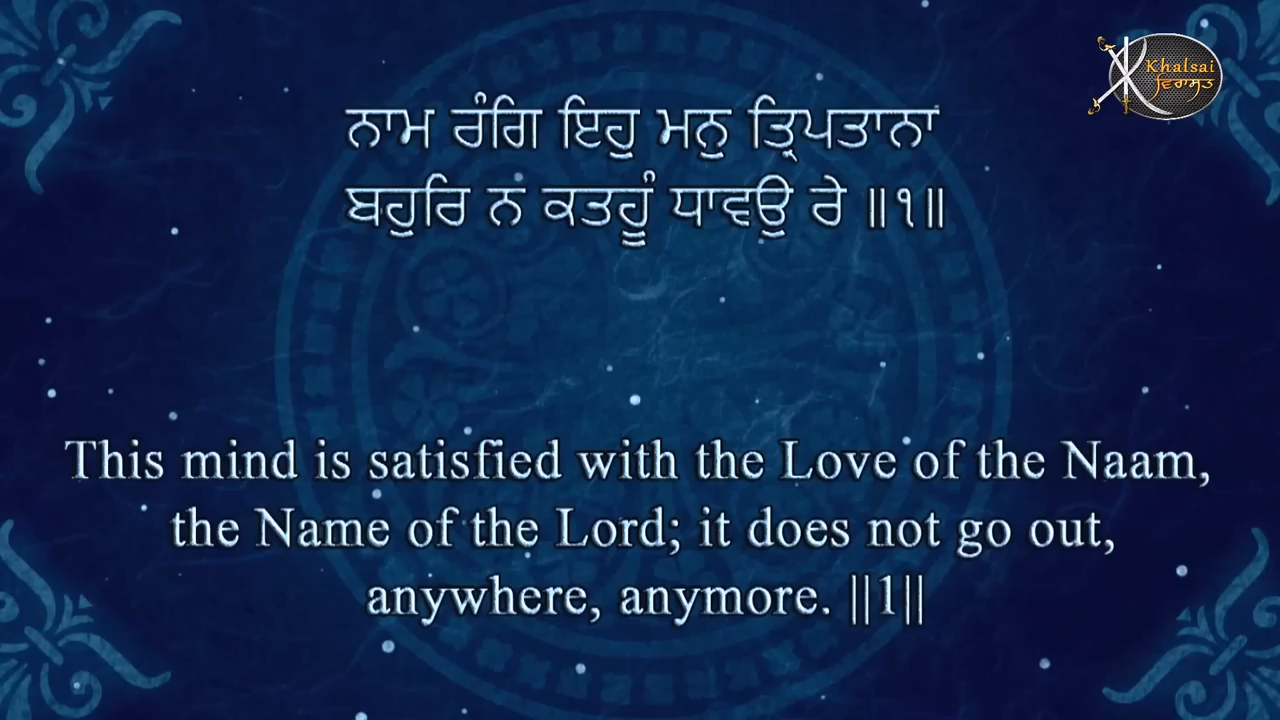 Khalsai
ਵਿਰਾਸਤ
ਨਾਮ ਰੰਗਿ ਇਹੁ ਮਨੁ ਤ੍ਰਿਪਤਾਨਾ
ਬਹੁਰਿ ਨ ਕਤਹੂੰ ਧਾਵਉ ਰੇ ॥੧॥
This mind is satisfied with the Love of the Naam,
the Name of the Lord; it does not go out,
anywhere, anymore. ||1||